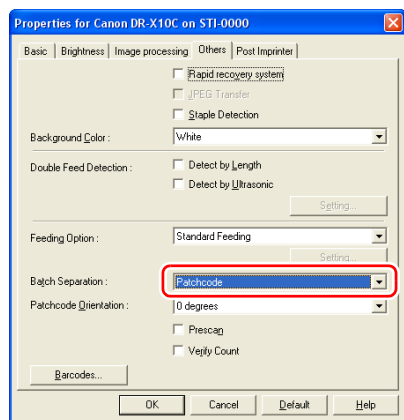 Properties for Canon DR-X10C on STI-0000
Basic Brightness Image processing Others Post Imprinter
Rapid recovery system
JPEG Transfer
Staple Detection
Background Color : White
Double Feed Detection : Detect by Length
Detect by Ultrasonic
Setting...
Feeding Option : Standard Feeding
Setting...
Batch Separation : Patchcode
Patchcode Orientation : 0 degrees
Prescan
Verify Count
Barcodes...
OK Cancel Default Help